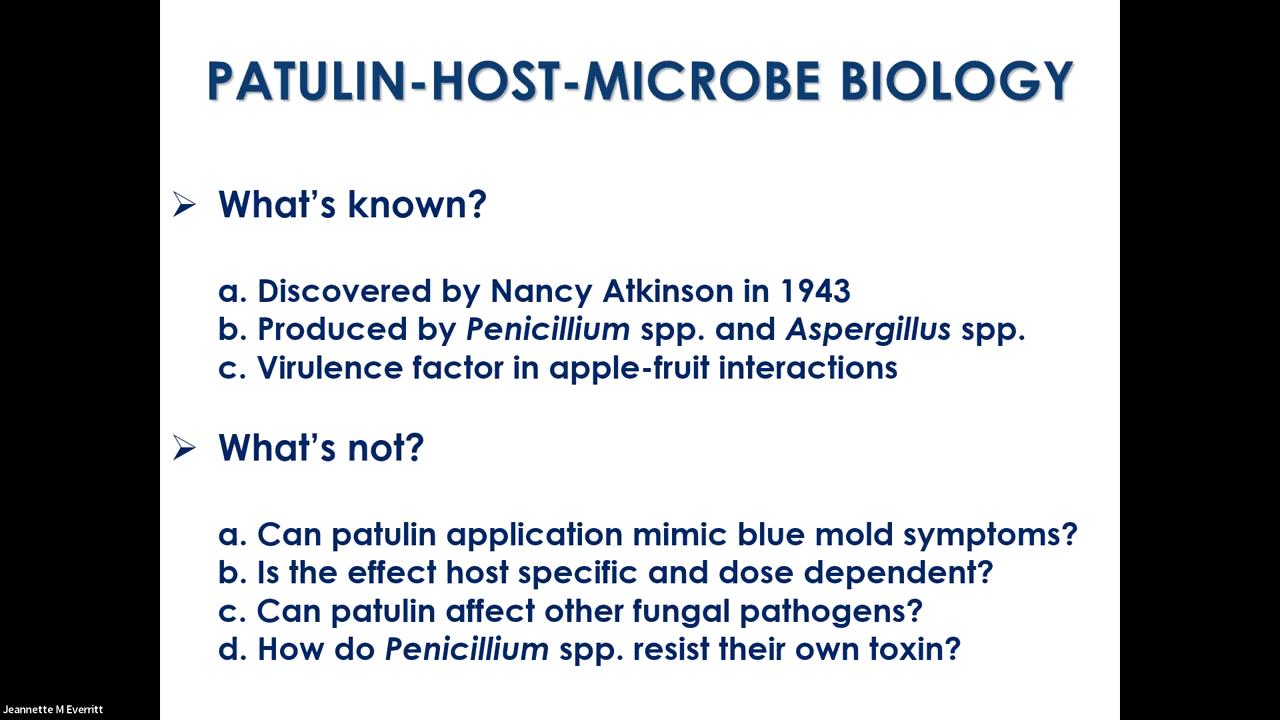 PATULIN-HOST-MICROBE BIOLOGY
➢ What’s known?
a. Discovered by Nancy Atkinson in 1943
b. Produced by Penicillium spp. and Aspergillus spp.
c. Virulence factor in apple-fruit interactions
➢ What’s not?
a. Can patulin application mimic blue mold symptoms?
b. Is the effect host specific and dose dependent?
c. Can patulin affect other fungal pathogens?
d. How do Penicillium spp. resist their own toxin?
Jeannette M Everritt